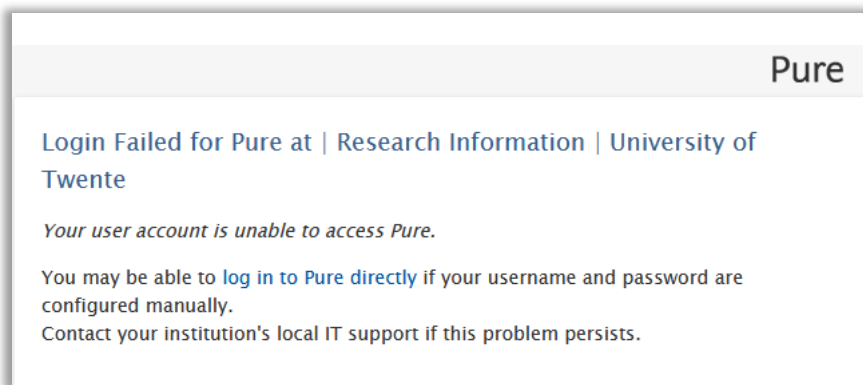 Pure
Login Failed for Pure at | Research Information | University of
Twente
Your user account is unable to access Pure.
You may be able to log in to Pure directly if your username and password are
configured manually.
Contact your institution's local IT support if this problem persists.